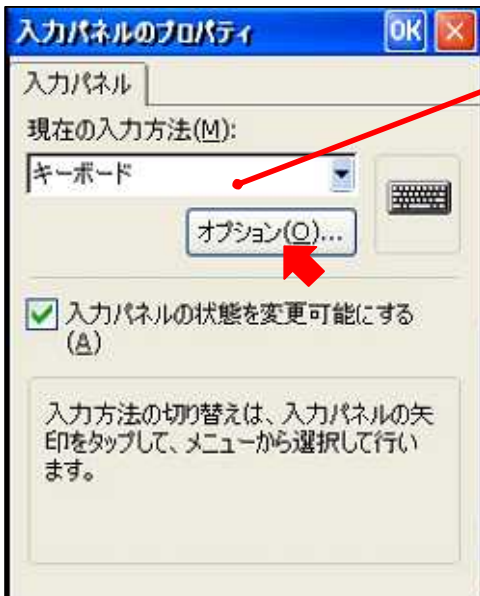 入力パネルのプロパティ OK
入力パネル
現在の入力方法(M):
キーボード
オプション(O)...
入力パネルの状態を変更可能にする
(A)
入力方法の切り替えは、入力パネルの矢
印をタップして、メニューから選択して行い
ます。